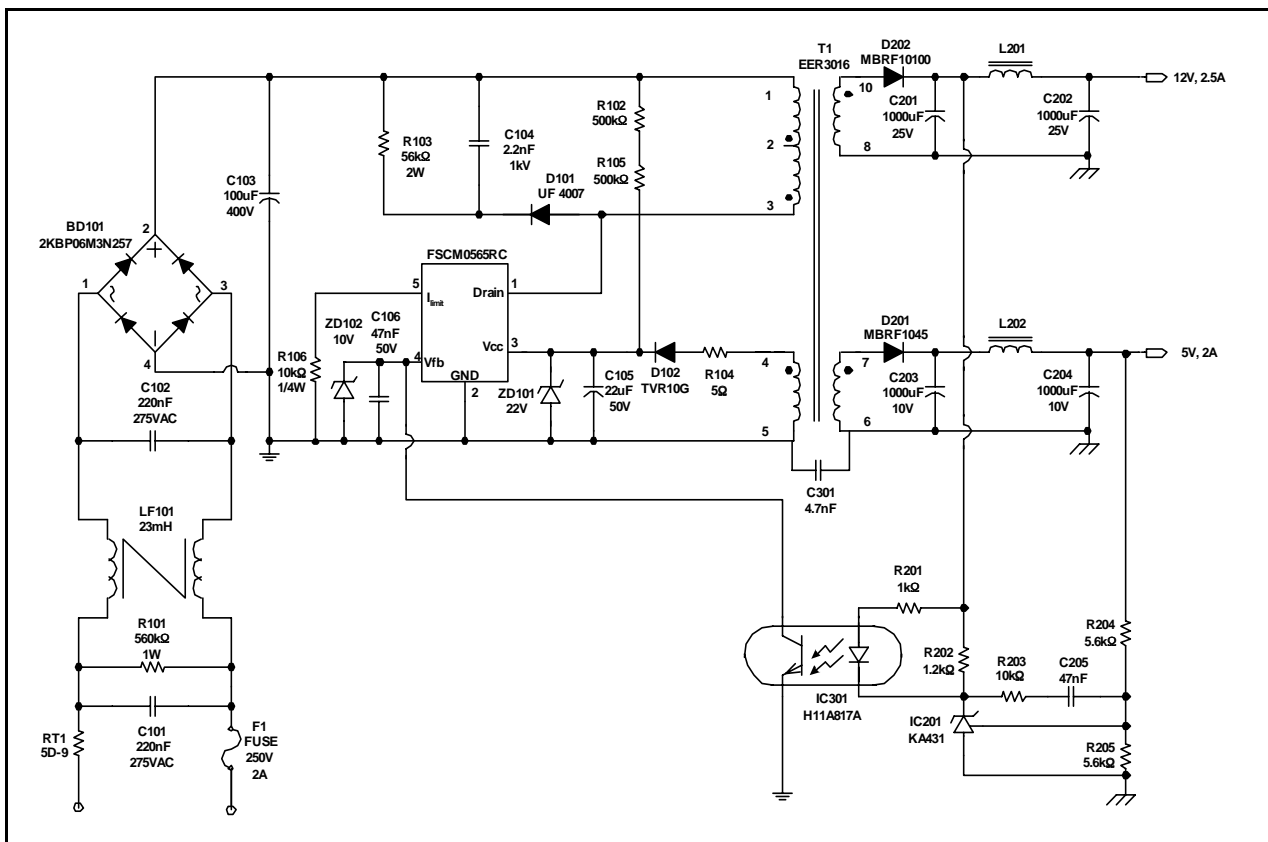 T1
EER3016
D202
MBRF10100
L201
12V, 2.5A
1
2
3
10
8
C201
1000uF
25V
C202
1000uF
25V
R102
500kΩ
R105
500kΩ
R103
56kΩ
2W
C104
2.2nF
1kV
D101
UF 4007
C103
100uF
400V
BD101
2KBP06M3N257
2
1
3
4
FSCM0565RC
5
I limit
Drain
1
4
Vfb
Vcc
3
GND
2
ZD102
10V
C106
47nF
50V
R106
10kΩ
1/4W
ZD101
22V
C105
22uF
50V
D102
TVR10G
R104
5Ω
4
5
7
6
D201
MBRF1045
L202
5V, 2A
C203
1000uF
10V
C204
1000uF
10V
C301
4.7nF
C102
220nF
275VAC
LF101
23mH
R101
560kΩ
1W
C101
220nF
275VAC
RT1
5D-9
F1
FUSE
250V
2A
R201
1kΩ
R202
1.2kΩ
R203
10kΩ
C205
47nF
R204
5.6kΩ
R205
5.6kΩ
IC301
H11A817A
IC201
KA431